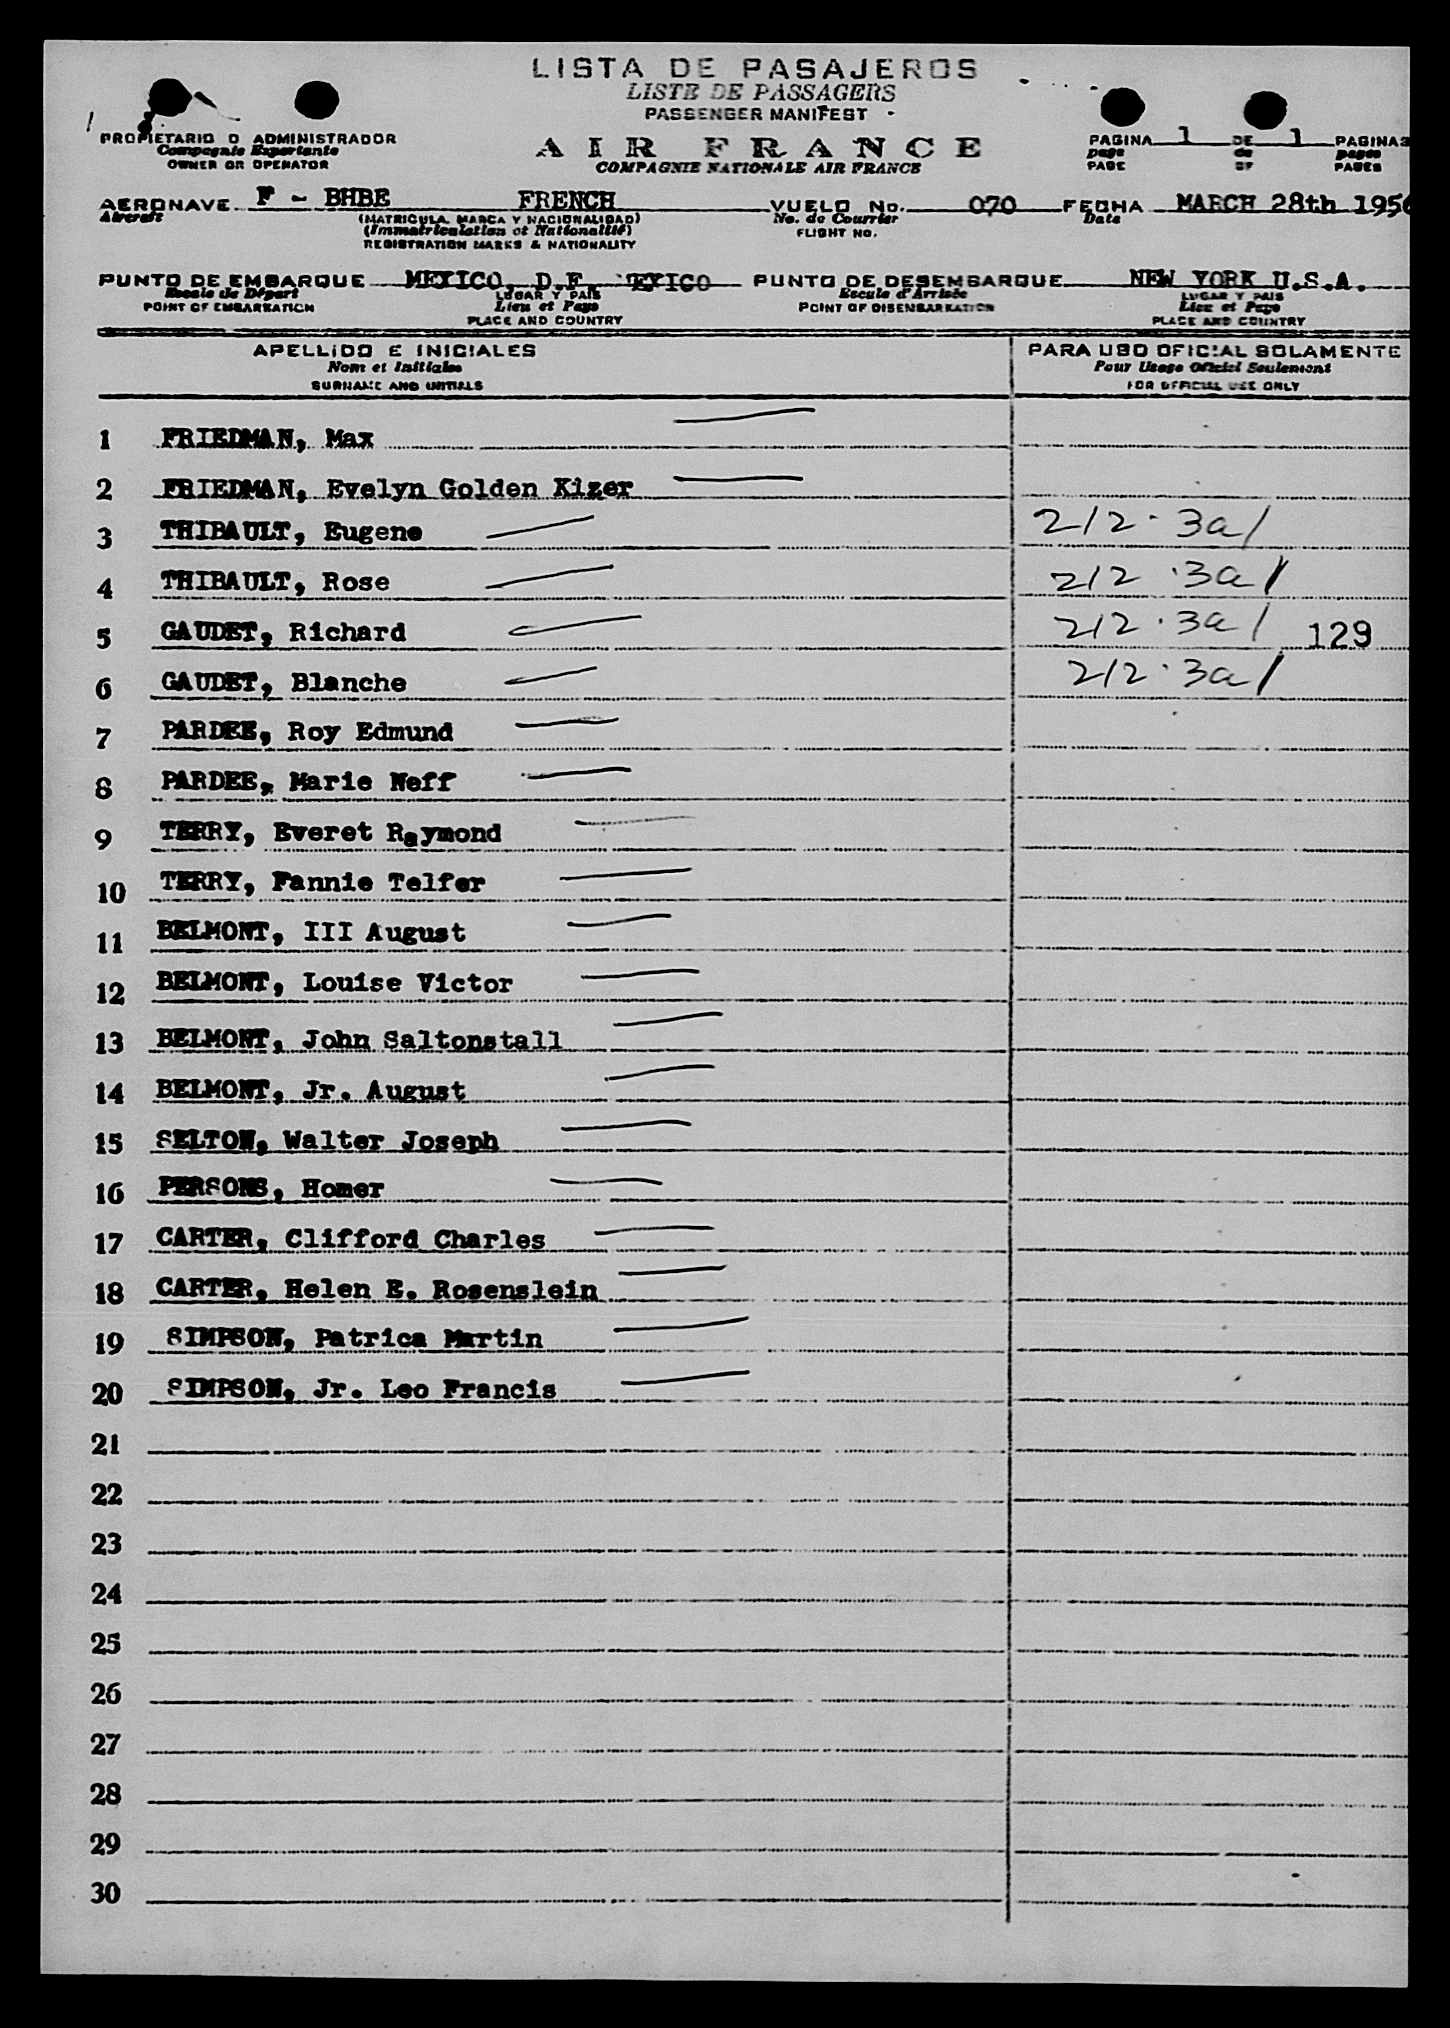 LISTA DE PASAJEROS
LISTE DE PASSAGERS
PASSENGER MANIFEST
PROPIETARIO O ADMINISTRADOR
Compagnie Exportante
OWNER OR OPERATOR
AIR FRANCE
COMPAGNIE NATIONALE AIR FRANCE
PAGINA 1 DE 1 PAGINAS
page de pages
PAGE OF PAGES
AERONAVE F - BHBE FRENCH VUELO No. 070 FECHA MARCH 28th 1956
Aircraft (MATRICULA, MARCA Y NACIONALIDAD) No. de Courrier Date
(Immatriculation et Nationalité) FLIGHT NO.
REGISTRATION MARKS & NATIONALITY
PUNTO DE EMBARQUE MEXICO, D.F. MEXICO PUNTO DE DESEMBARQUE NEW YORK U.S.A.
Escale de Départ LUGAR Y PAIS Escale d'Arrivée LUGAR Y PAIS
POINT OF EMBARKATION Lieu et Pays POINT OF DISEMBARKATION Lieu et Pays
PLACE AND COUNTRY PLACE AND COUNTRY
APELLIDO E INICIALES PARA USO OFICIAL SOLAMENTE
Nom et Initiales Pour Usage Officiel Seulement
SURNAME AND INITIALS FOR OFFICIAL USE ONLY
1 FRIEDMAN, Max
2 FRIEDMAN, Evelyn Golden Kizer
3 THIBAULT, Eugene 212.3a1
4 THIBAULT, Rose 212.3a1
5 GAUDET, Richard 212.3a1 129
6 GAUDET, Blanche 212.3a1
7 PARDEE, Roy Edmund
8 PARDEE, Marie Neff
9 TERRY, Everet Raymond
10 TERRY, Fannie Telfer
11 BELMONT, III August
12 BELMONT, Louise Victor
13 BELMONT, John Saltonstall
14 BELMONT, Jr. August
15 SELTON, Walter Joseph
16 PERSONS, Homer
17 CARTER, Clifford Charles
18 CARTER, Helen E. Rosenslein
19 SIMPSON, Patrica Martin
20 SIMPSON, Jr. Leo Francis
21
22
23
24
25
26
27
28
29
30